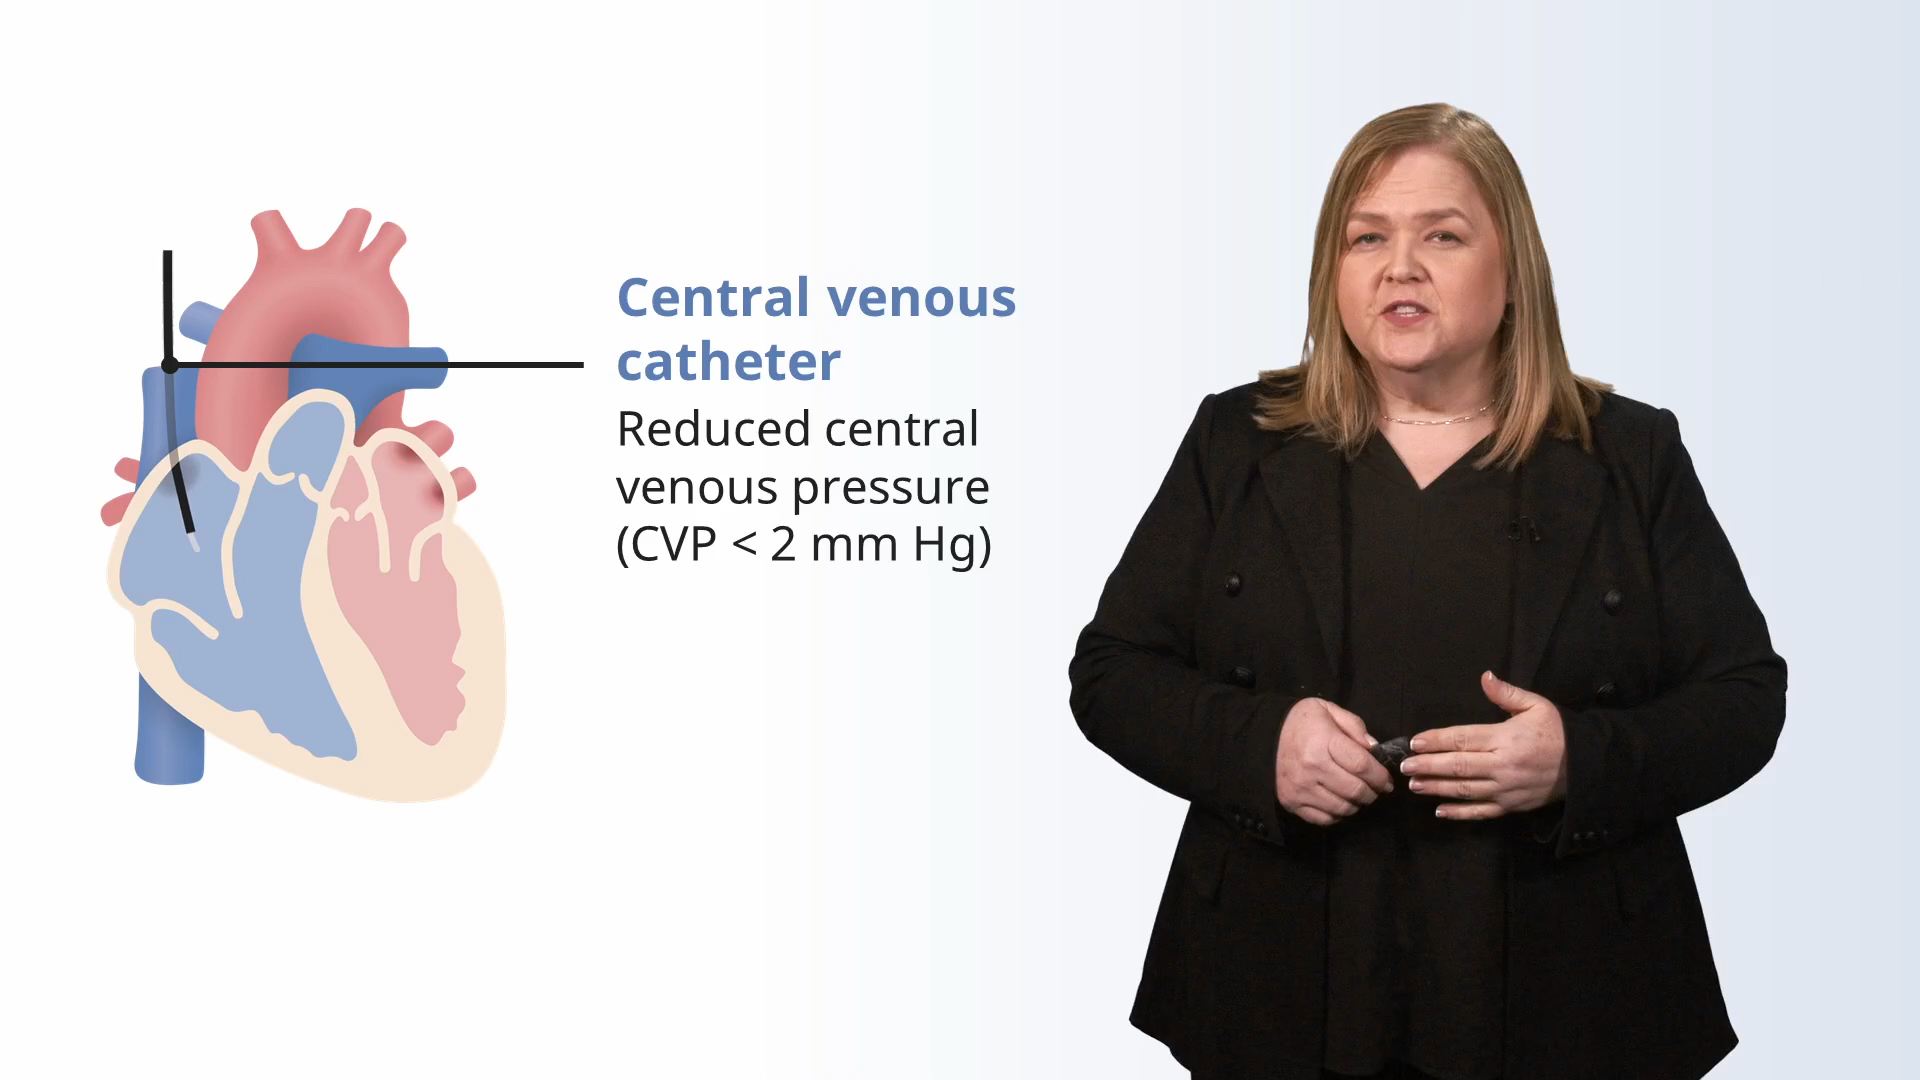 Central venous
catheter
Reduced central
venous pressure
(CVP < 2 mm Hg)